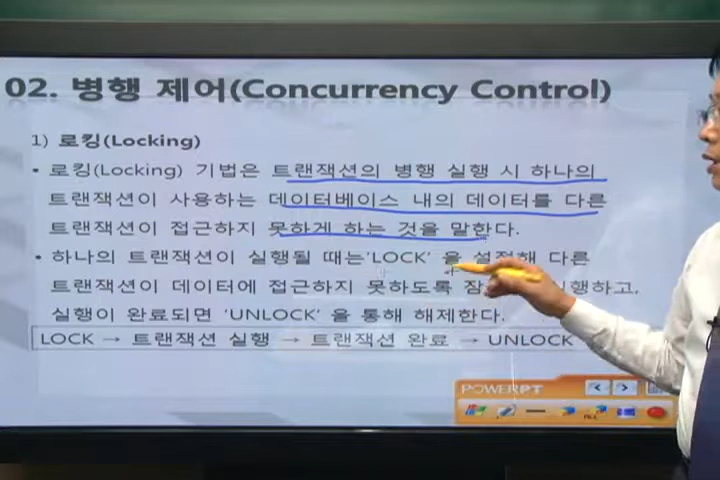 02. 병행 제어(Concurrency Control)
1) 로킹(Locking)
• 로킹(Locking) 기법은 트랜잭션의 병행 실행 시 하나의
트랜잭션이 사용하는 데이터베이스 내의 데이터를 다른
트랜잭션이 접근하지 못하게 하는 것을 말한다.
• 하나의 트랜잭션이 실행될 때는'LOCK' 을 설정해 다른
트랜잭션이 데이터에 접근하지 못하도록 실행하고,
실행이 완료되면 'UNLOCK' 을 통해 해제한다.
LOCK → 트랜잭션 실행 → 트랜잭션 완료 → UNLOCK
POWERPT